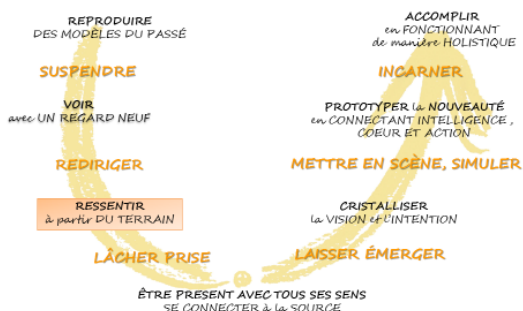 REPRODUIRE
DES MODÈLES DU PASSÉ
SUSPENDRE
VOIR
avec UN REGARD NEUF
REDIRIGER
RESSENTIR
à partir DU TERRAIN
LÂCHER PRISE
ÊTRE PRESENT AVEC TOUS SES SENS
SE CONNECTER à la SOURCE
LAISSER ÉMERGER
CRISTALLISER
la VISION et L'INTENTION
METTRE EN SCÈNE, SIMULER
PROTOTYPER la NOUVEAUTÉ
en CONNECTANT INTELLIGENCE ,
COEUR ET ACTION
INCARNER
ACCOMPLIR
en FONCTIONNANT
de manière HOLISTIQUE